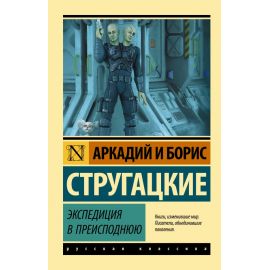 АРКАДИЙ И БОРИС
СТРУГАЦКИЕ
ЭКСПЕДИЦИЯ
В ПРЕИСПОДНЮЮ
Книги, изменившие мир.
Писатели, объединившие
поколения.
русская классика